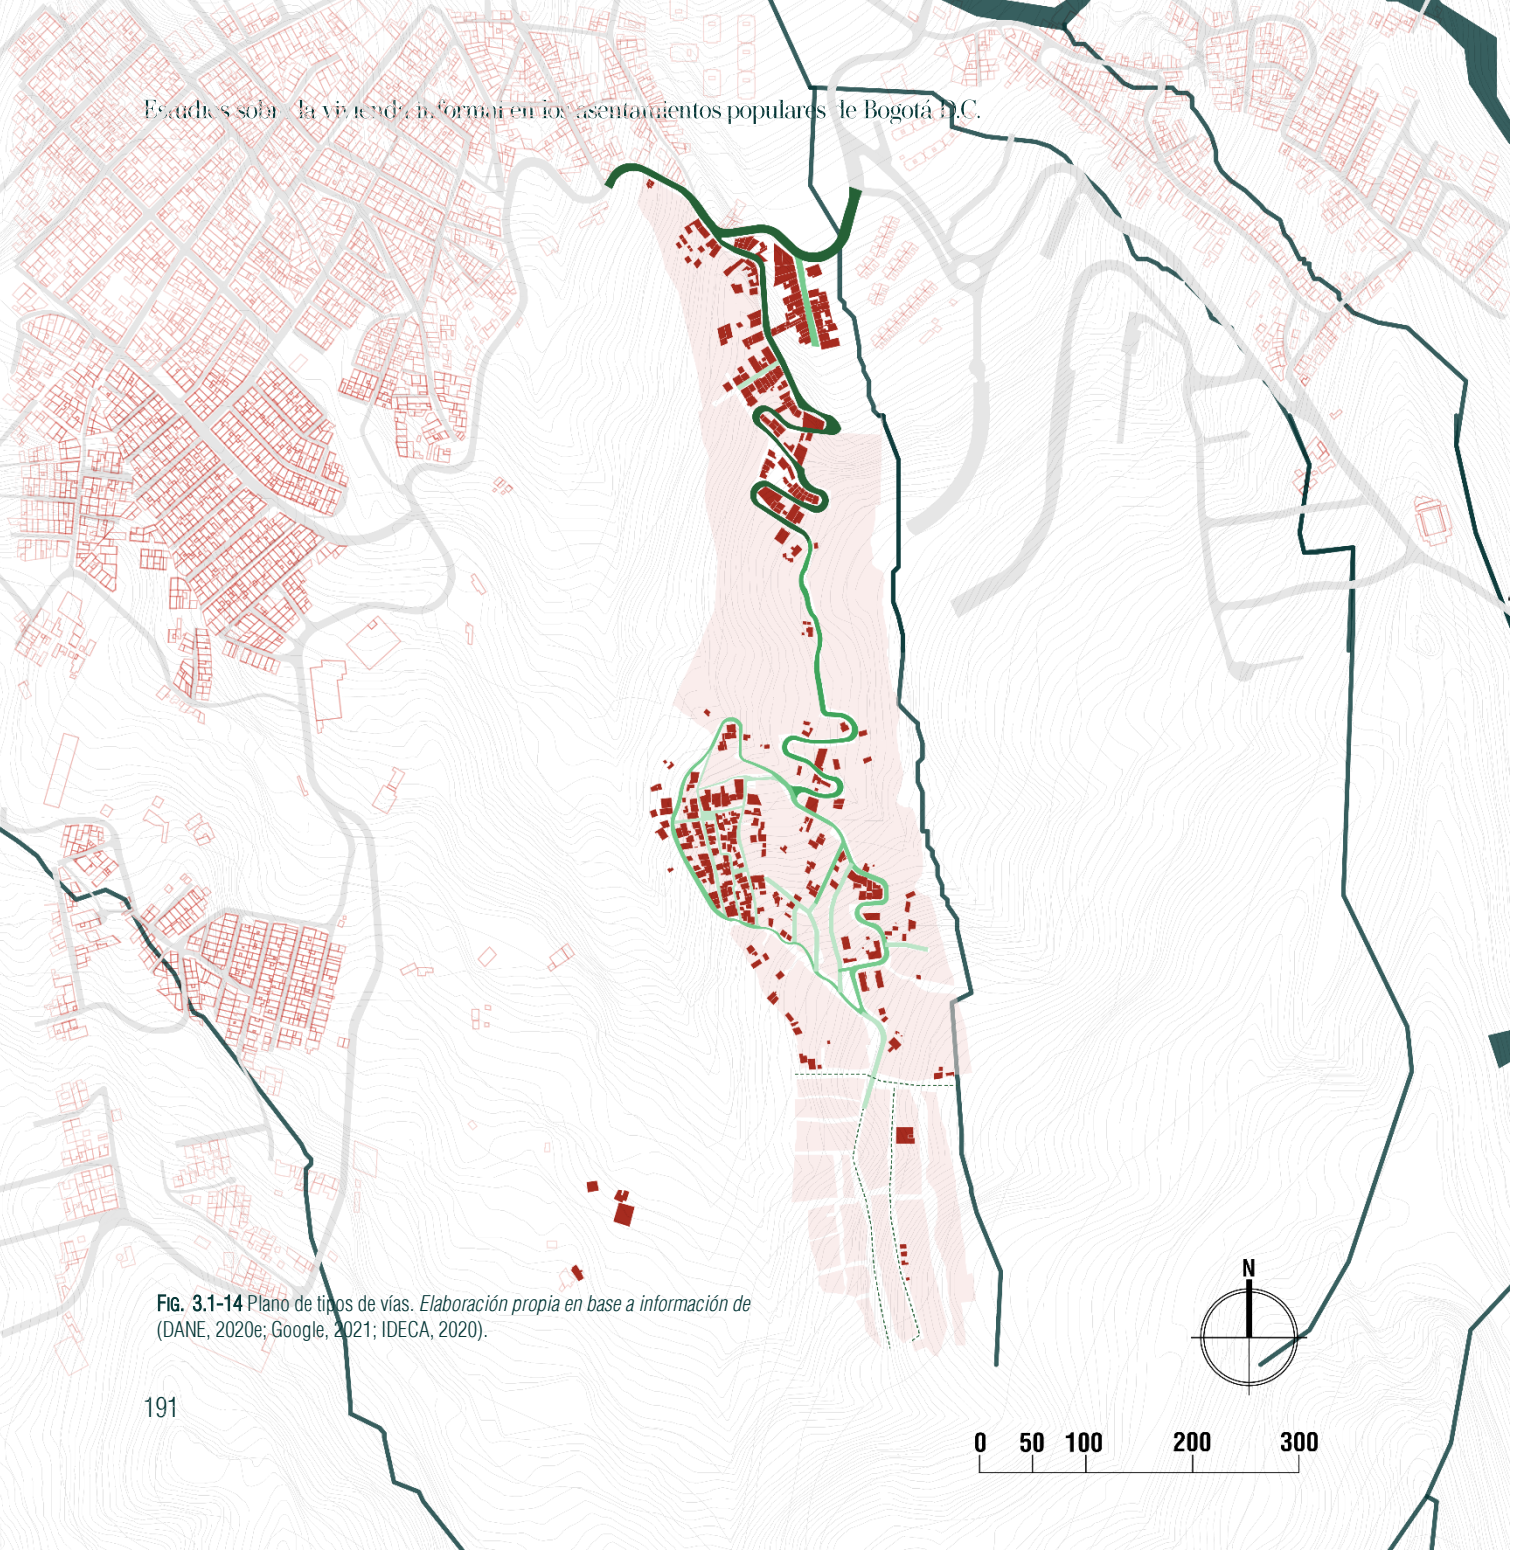 Estudios sobre la vivienda informal en los asentamientos populares de Bogotá D.C.
FIG. 3.1-14 Plano de tipos de vías. Elaboración propia en base a información de
(DANE, 2020e; Google, 2021; IDECA, 2020).
191
N
0 50 100 200 300